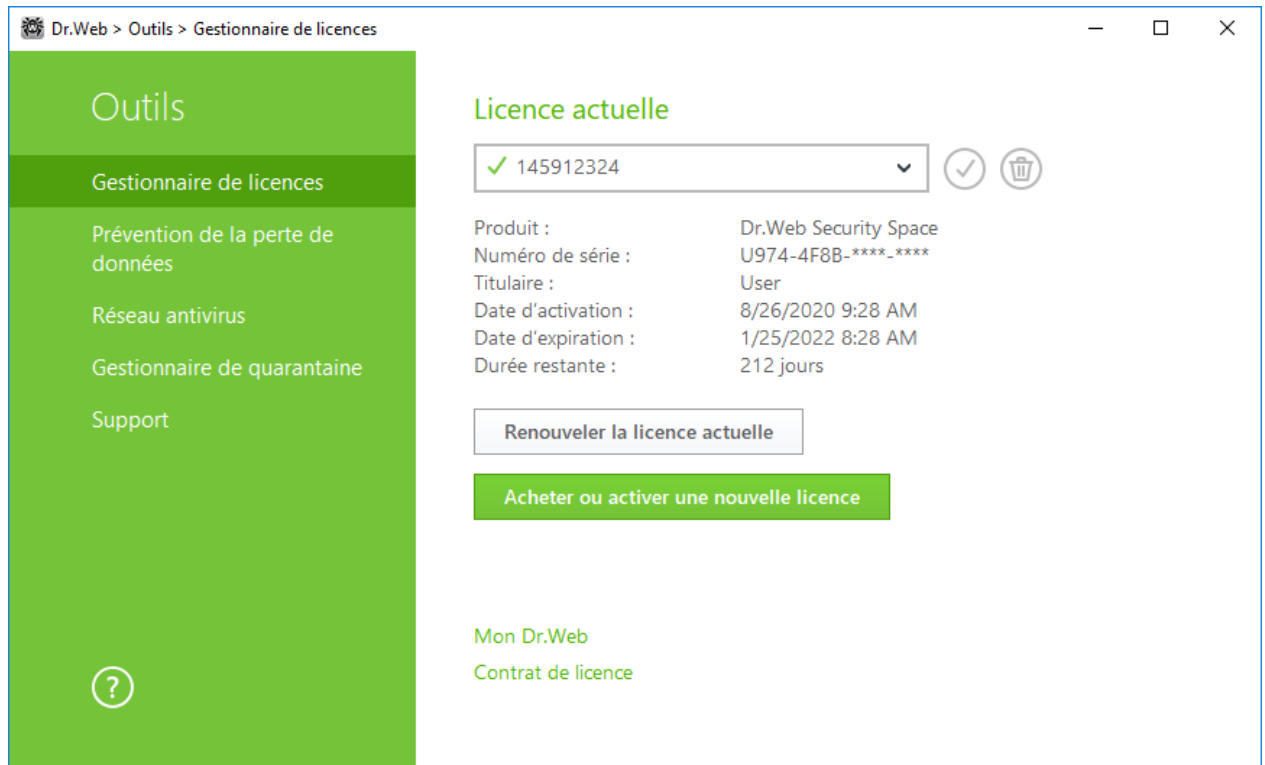 Dr.Web > Outils > Gestionnaire de licences
Outils
Gestionnaire de licences
Prévention de la perte de
données
Réseau antivirus
Gestionnaire de quarantaine
Support
?
Licence actuelle
145912324
Produit : Dr.Web Security Space
Numéro de série : U974-4F8B-****-****
Titulaire : User
Date d'activation : 8/26/2020 9:28 AM
Date d'expiration : 1/25/2022 8:28 AM
Durée restante : 212 jours
Renouveler la licence actuelle
Acheter ou activer une nouvelle licence
Mon Dr.Web
Contrat de licence